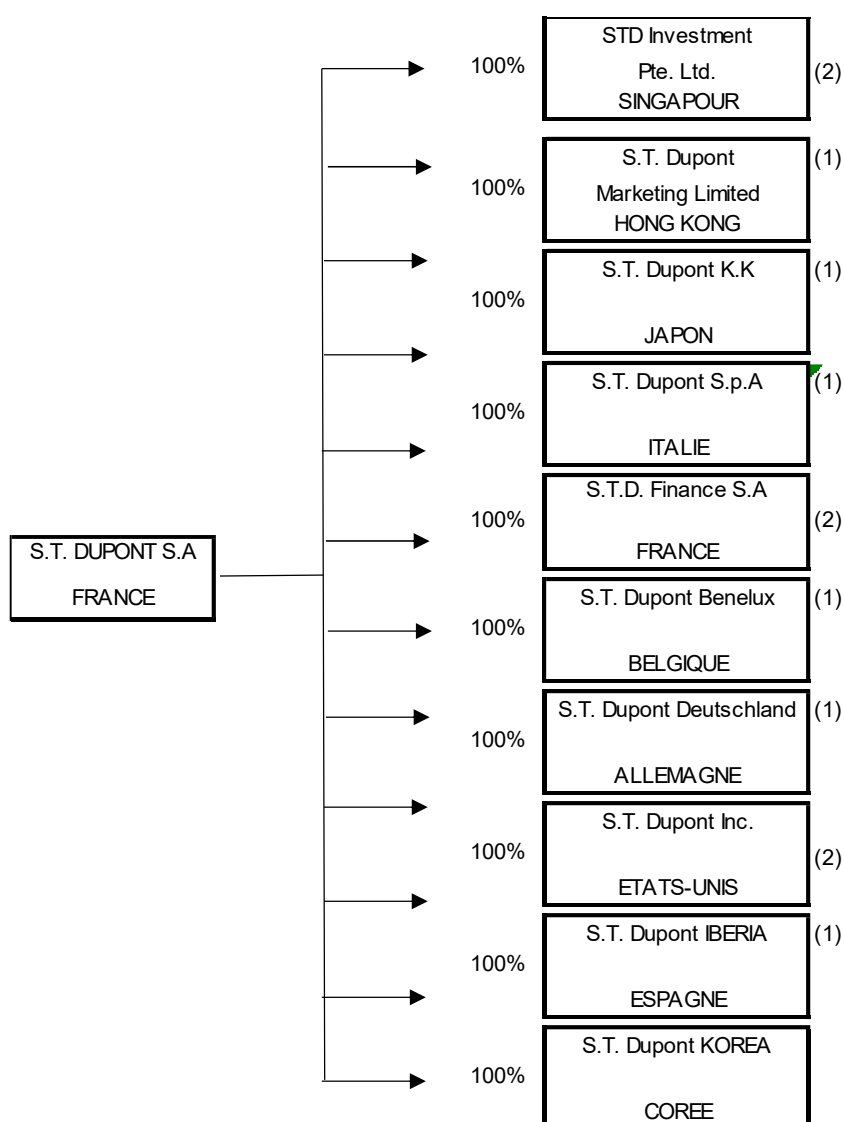 STD Investment
100%
Pte. Ltd.
(2)
SINGAPOUR
S.T. Dupont
(1)
100%
Marketing Limited
HONG KONG
S.T. Dupont K.K
(1)
100%
JAPON
S.T. Dupont S.p.A
(1)
100%
ITALIE
S.T.D. Finance S.A
100%
(2)
FRANCE
S.T. DUPONT S.A
FRANCE
S.T. Dupont Benelux
(1)
100%
BELGIQUE
S.T. Dupont Deutschland
(1)
100%
ALLEMAGNE
S.T. Dupont Inc.
100%
(2)
ETATS-UNIS
S.T. Dupont IBERIA
(1)
100%
ESPAGNE
S.T. Dupont KOREA
100%
COREE